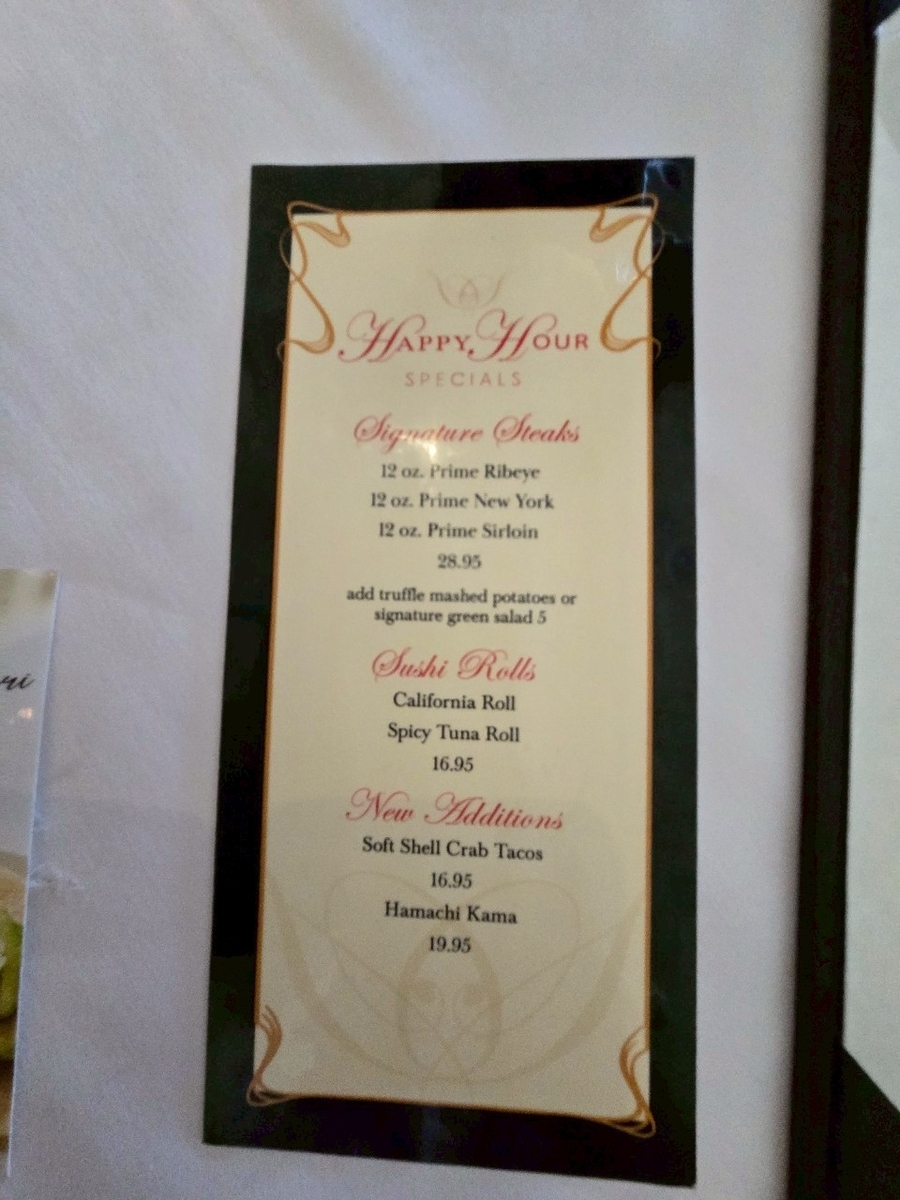 Happy Hour
SPECIALS
Signature Steaks
12 oz. Prime Ribeye
12 oz. Prime New York
12 oz. Prime Sirloin
28.95
add truffle mashed potatoes or
signature green salad 5
Sushi Rolls
California Roll
Spicy Tuna Roll
16.95
New Additions
Soft Shell Crab Tacos
16.95
Hamachi Kama
19.95